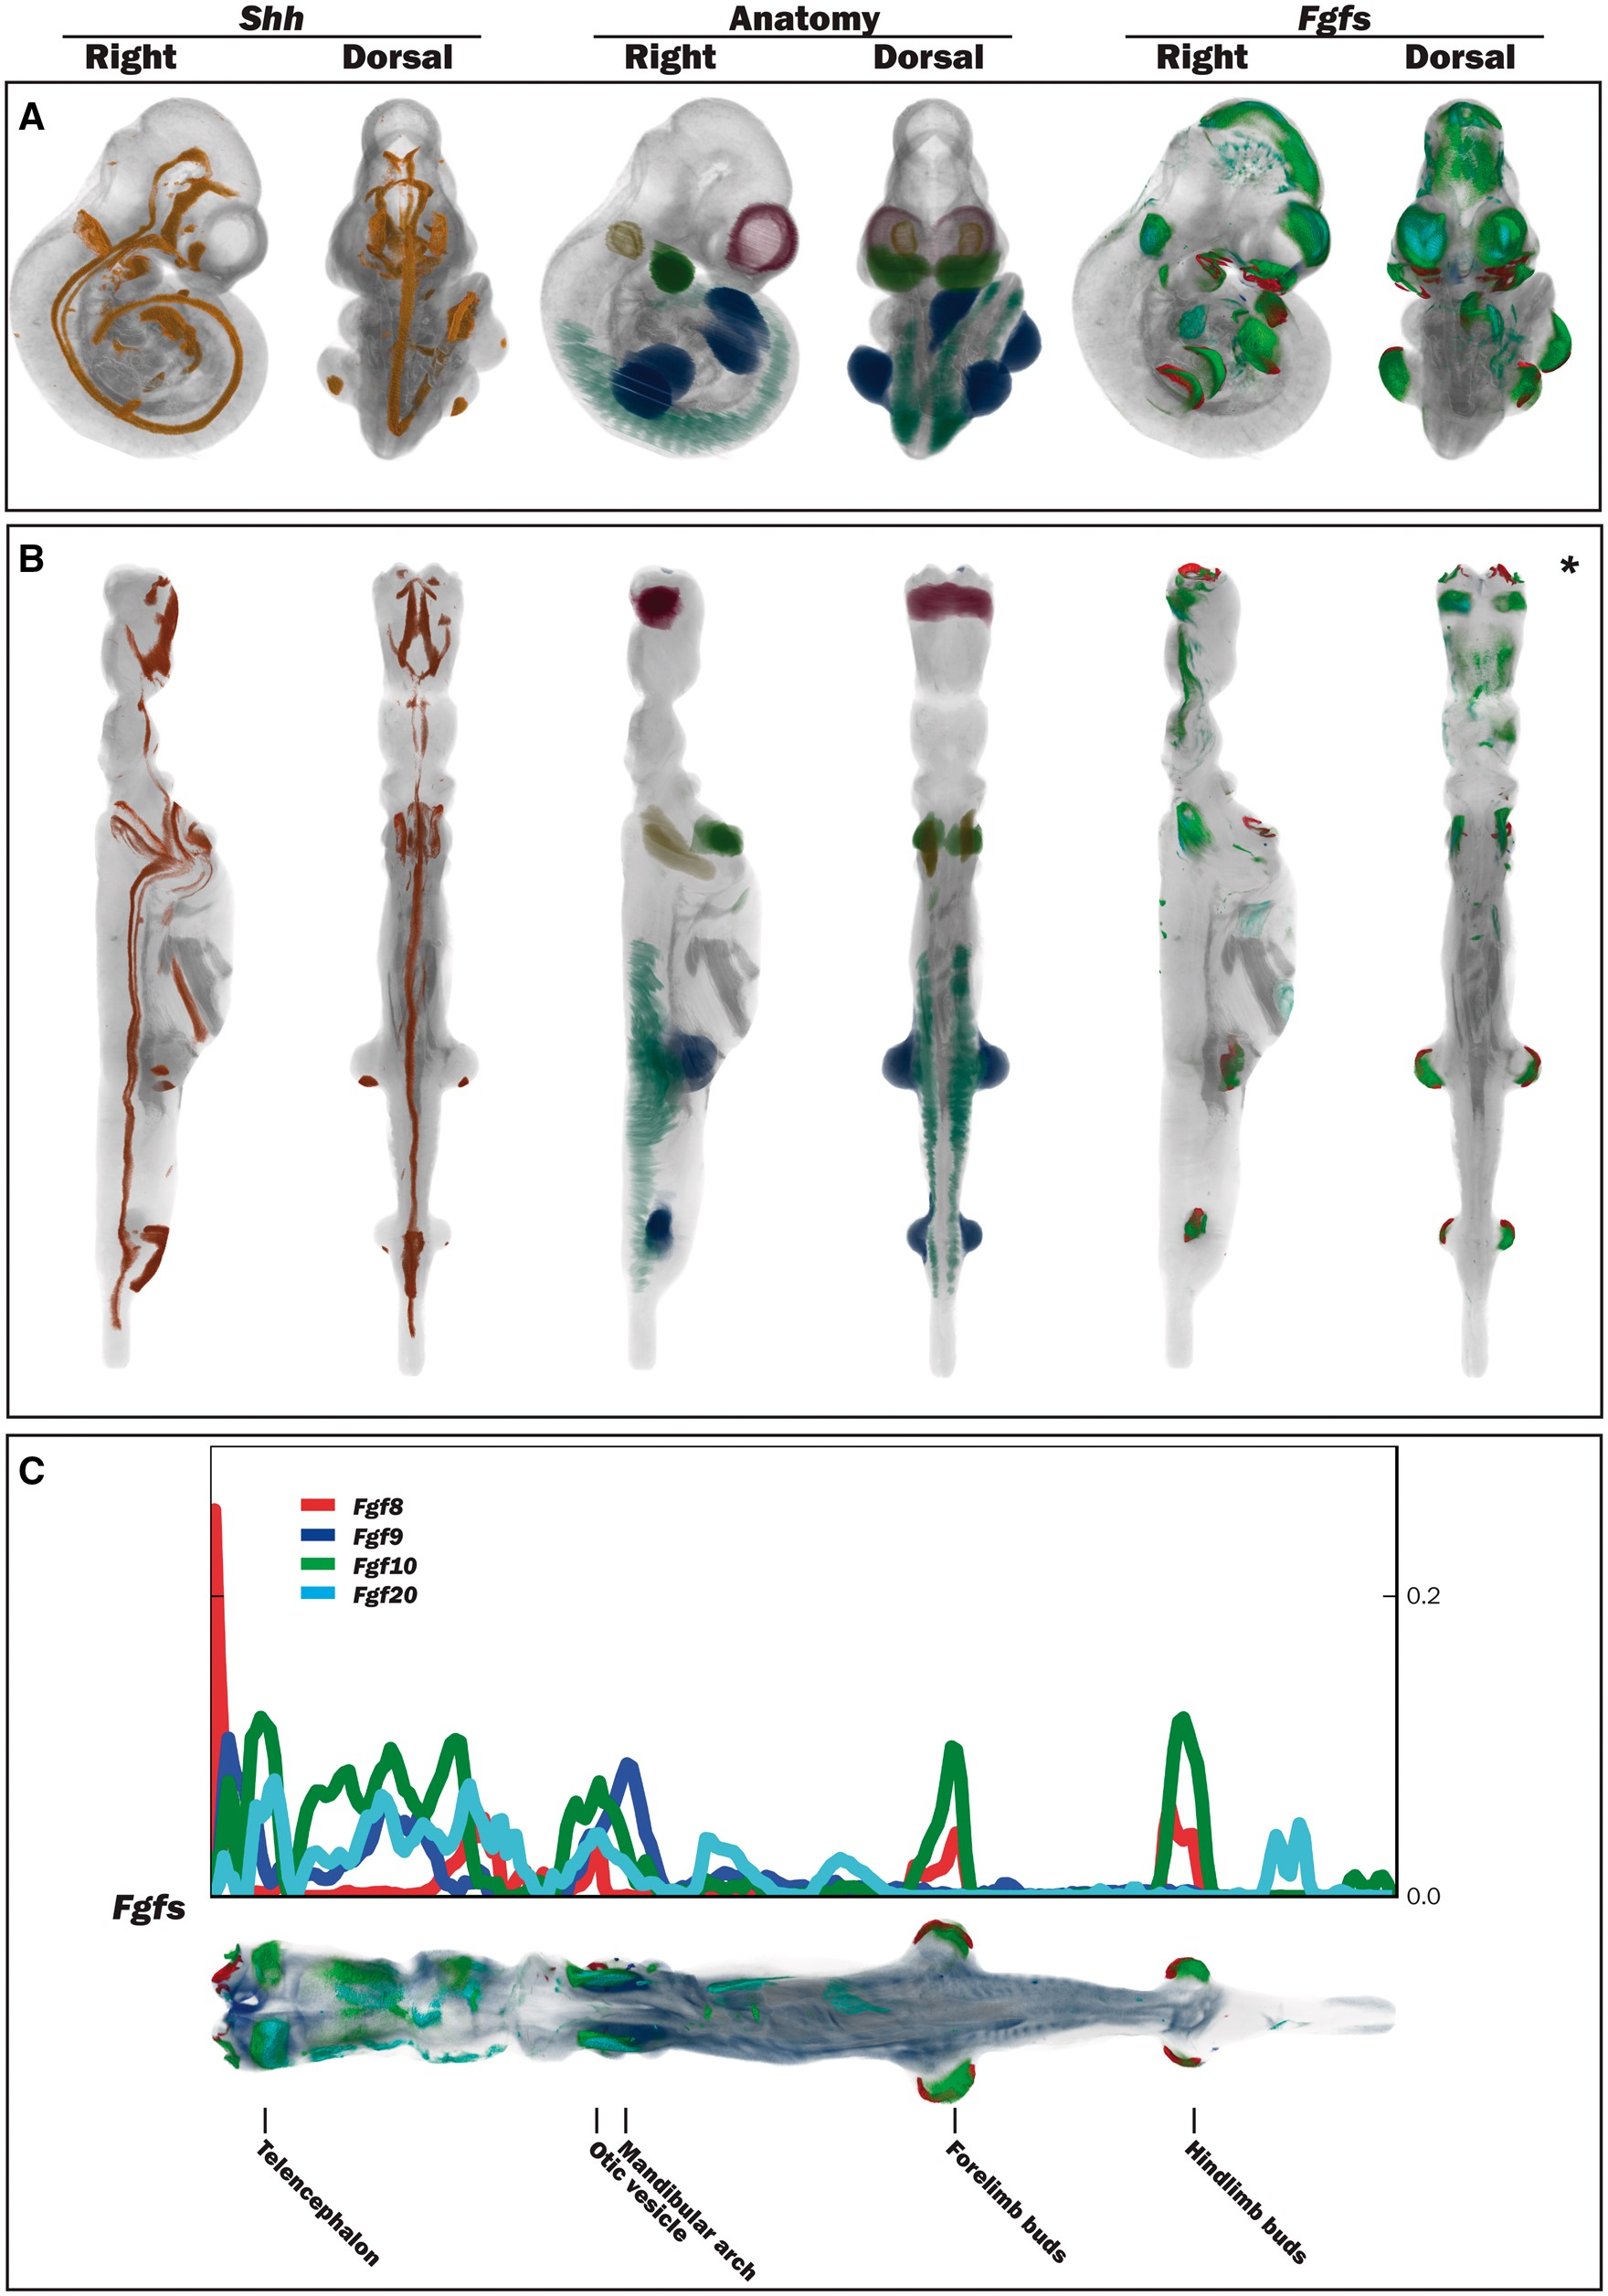 Shh Anatomy Fgfs
Right Dorsal Right Dorsal Right Dorsal
A
B
*
C
Fgf8
Fgf9
Fgf10
Fgf20
0.2
0.0
Fgfs
Telencephalon
Otic vesicle
Mandibular arch
Forelimb buds
Hindlimb buds